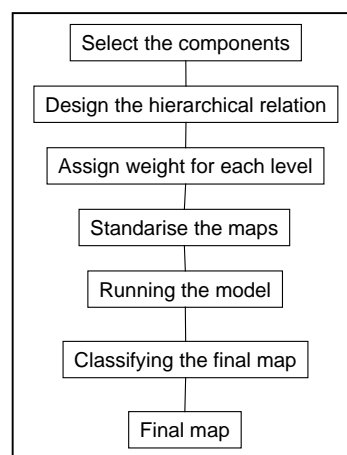 Select the components
Design the hierarchical relation
Assign weight for each level
Standarise the maps
Running the model
Classifying the final map
Final map